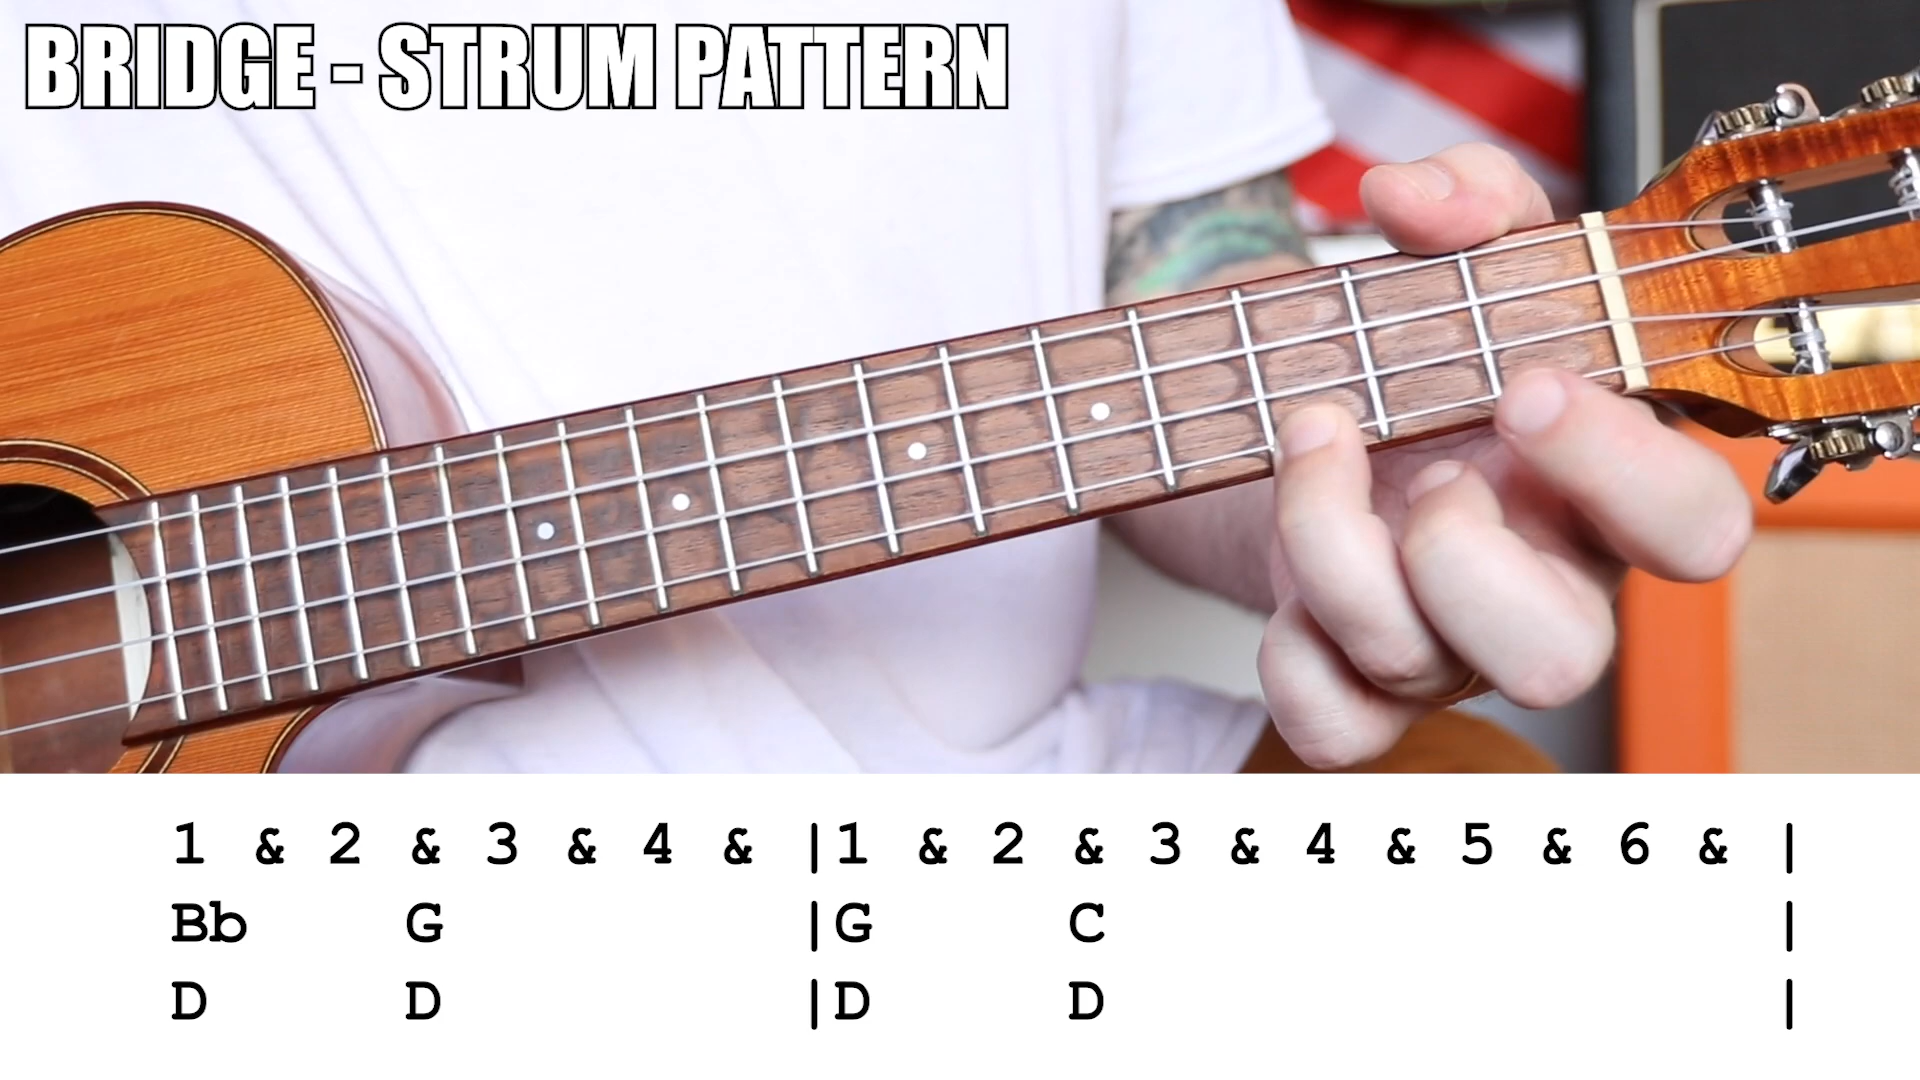 BRIDGE - STRUM PATTERN
1 & 2 & 3 & 4 & |1 & 2 & 3 & 4 & 5 & 6 & |
Bb G |G C |
D D |D D |